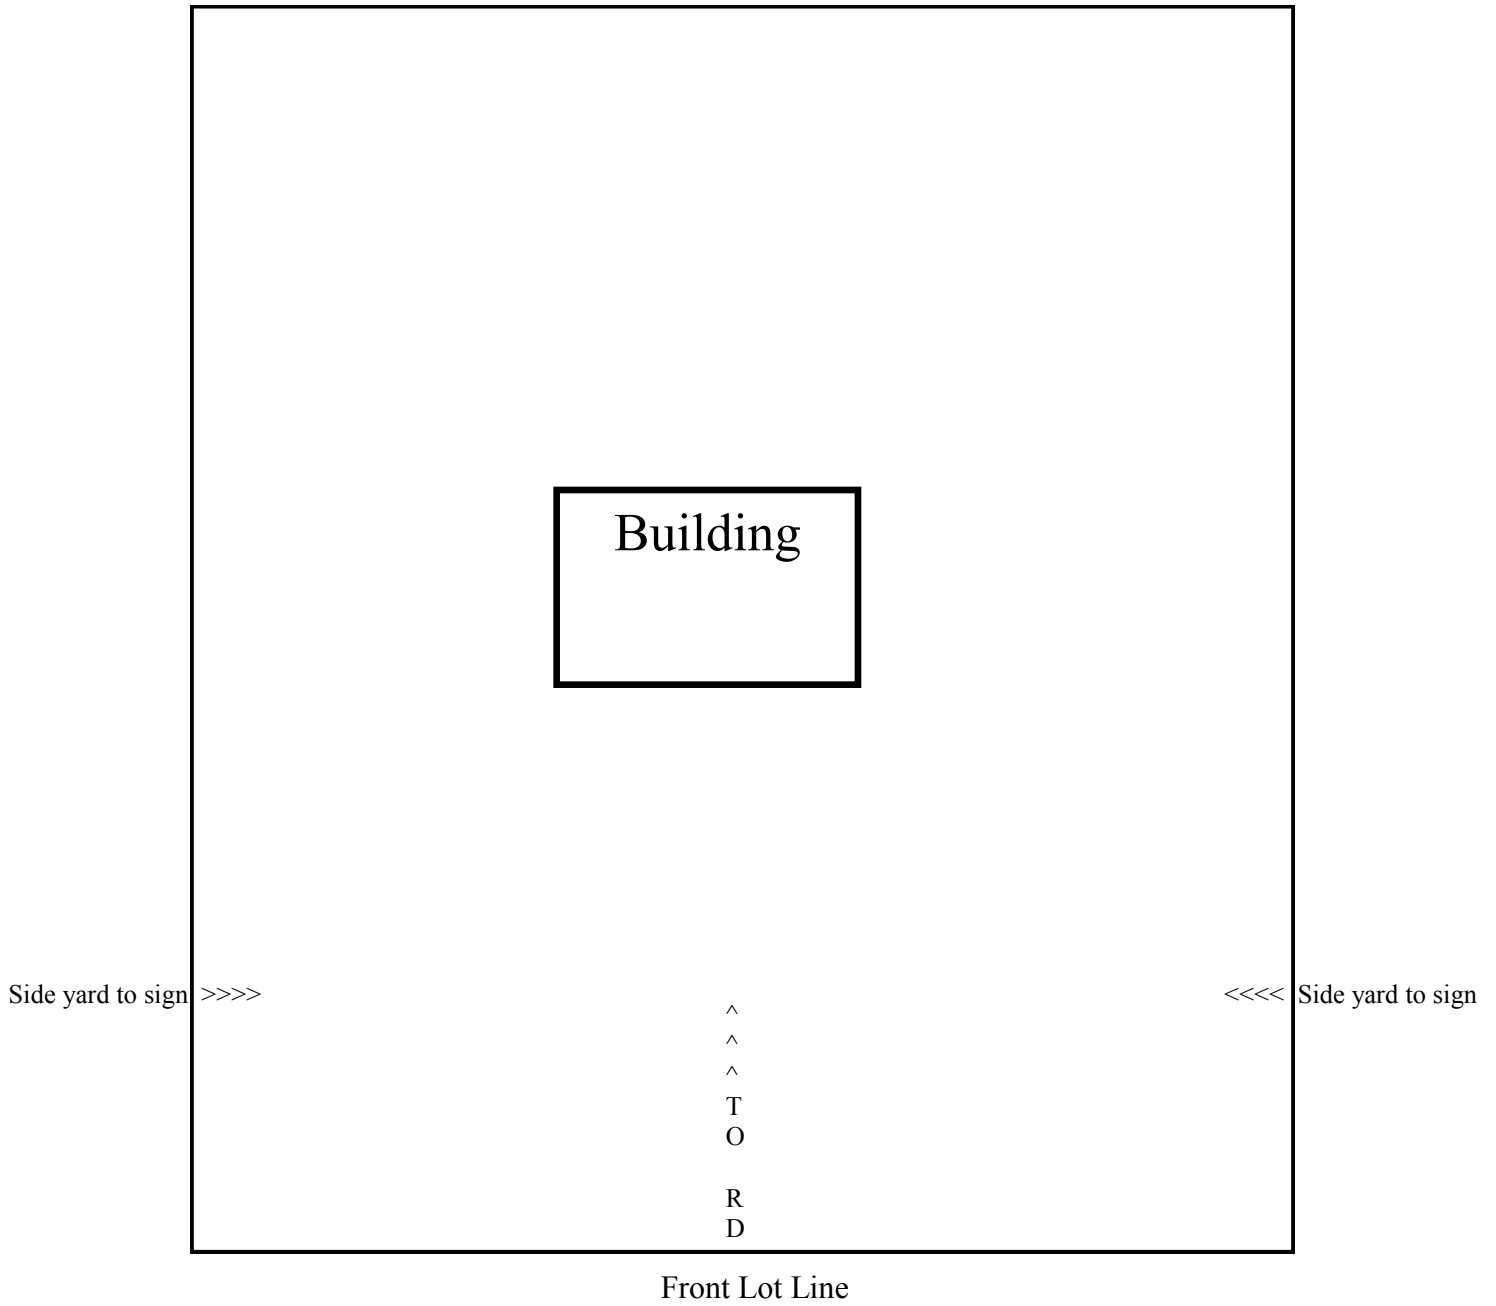 Building
Side yard to sign >>>> <<<< Side yard to sign
^
^
^
T
O
R
D
Front Lot Line